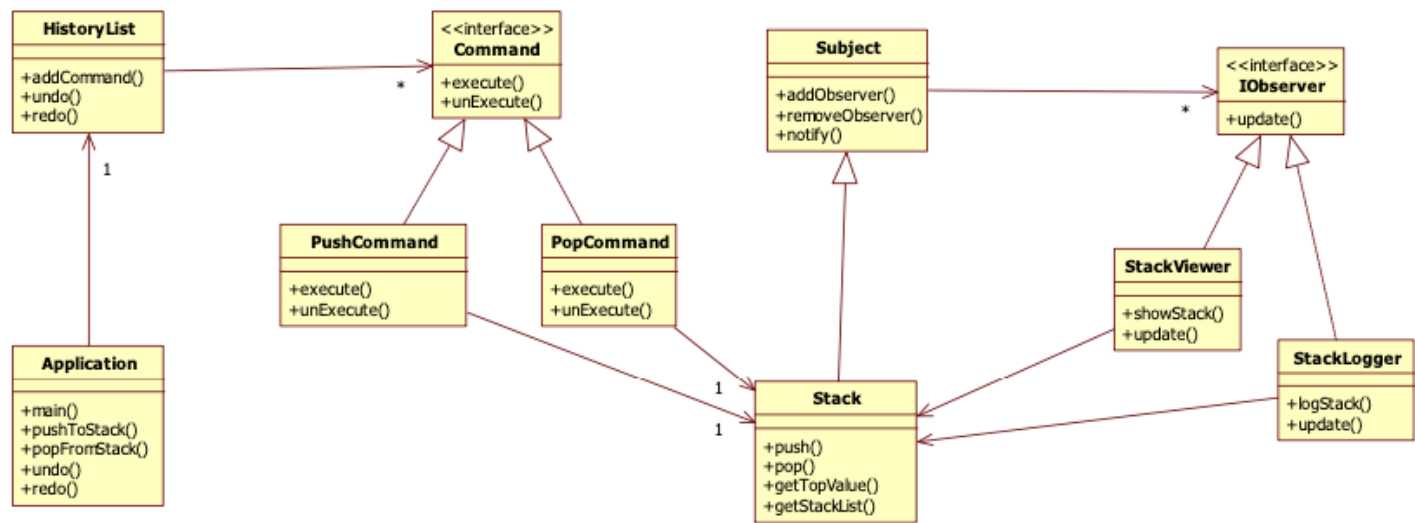 HistoryList
+addCommand()
+undo()
+redo()
*
<<interface>>
Command
+execute()
+unExecute()
Subject
+addObserver()
+removeObserver()
+notify()
*
<<interface>>
IObserver
+update()
1
PushCommand
+execute()
+unExecute()
PopCommand
+execute()
+unExecute()
StackViewer
+showStack()
+update()
StackLogger
+logStack()
+update()
Application
+main()
+pushToStack()
+popFromStack()
+undo()
+redo()
1
1
Stack
+push()
+pop()
+getTopValue()
+getStackList()